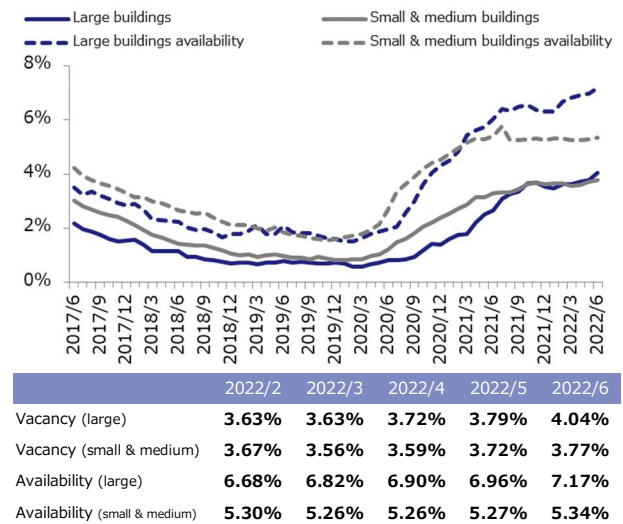 Large buildings
Small & medium buildings
Large buildings availability
Small & medium buildings availability
8%
6%
4%
2%
0%
2017/6
2017/9
2017/12
2018/3
2018/6
2018/9
2018/12
2019/3
2019/6
2019/9
2019/12
2020/3
2020/6
2020/9
2020/12
2021/3
2021/6
2021/9
2021/12
2022/3
2022/6
2022/2 2022/3 2022/4 2022/5 2022/6
Vacancy (large) 3.63% 3.63% 3.72% 3.79% 4.04%
Vacancy (small & medium) 3.67% 3.56% 3.59% 3.72% 3.77%
Availability (large) 6.68% 6.82% 6.90% 6.96% 7.17%
Availability (small & medium) 5.30% 5.26% 5.26% 5.27% 5.34%